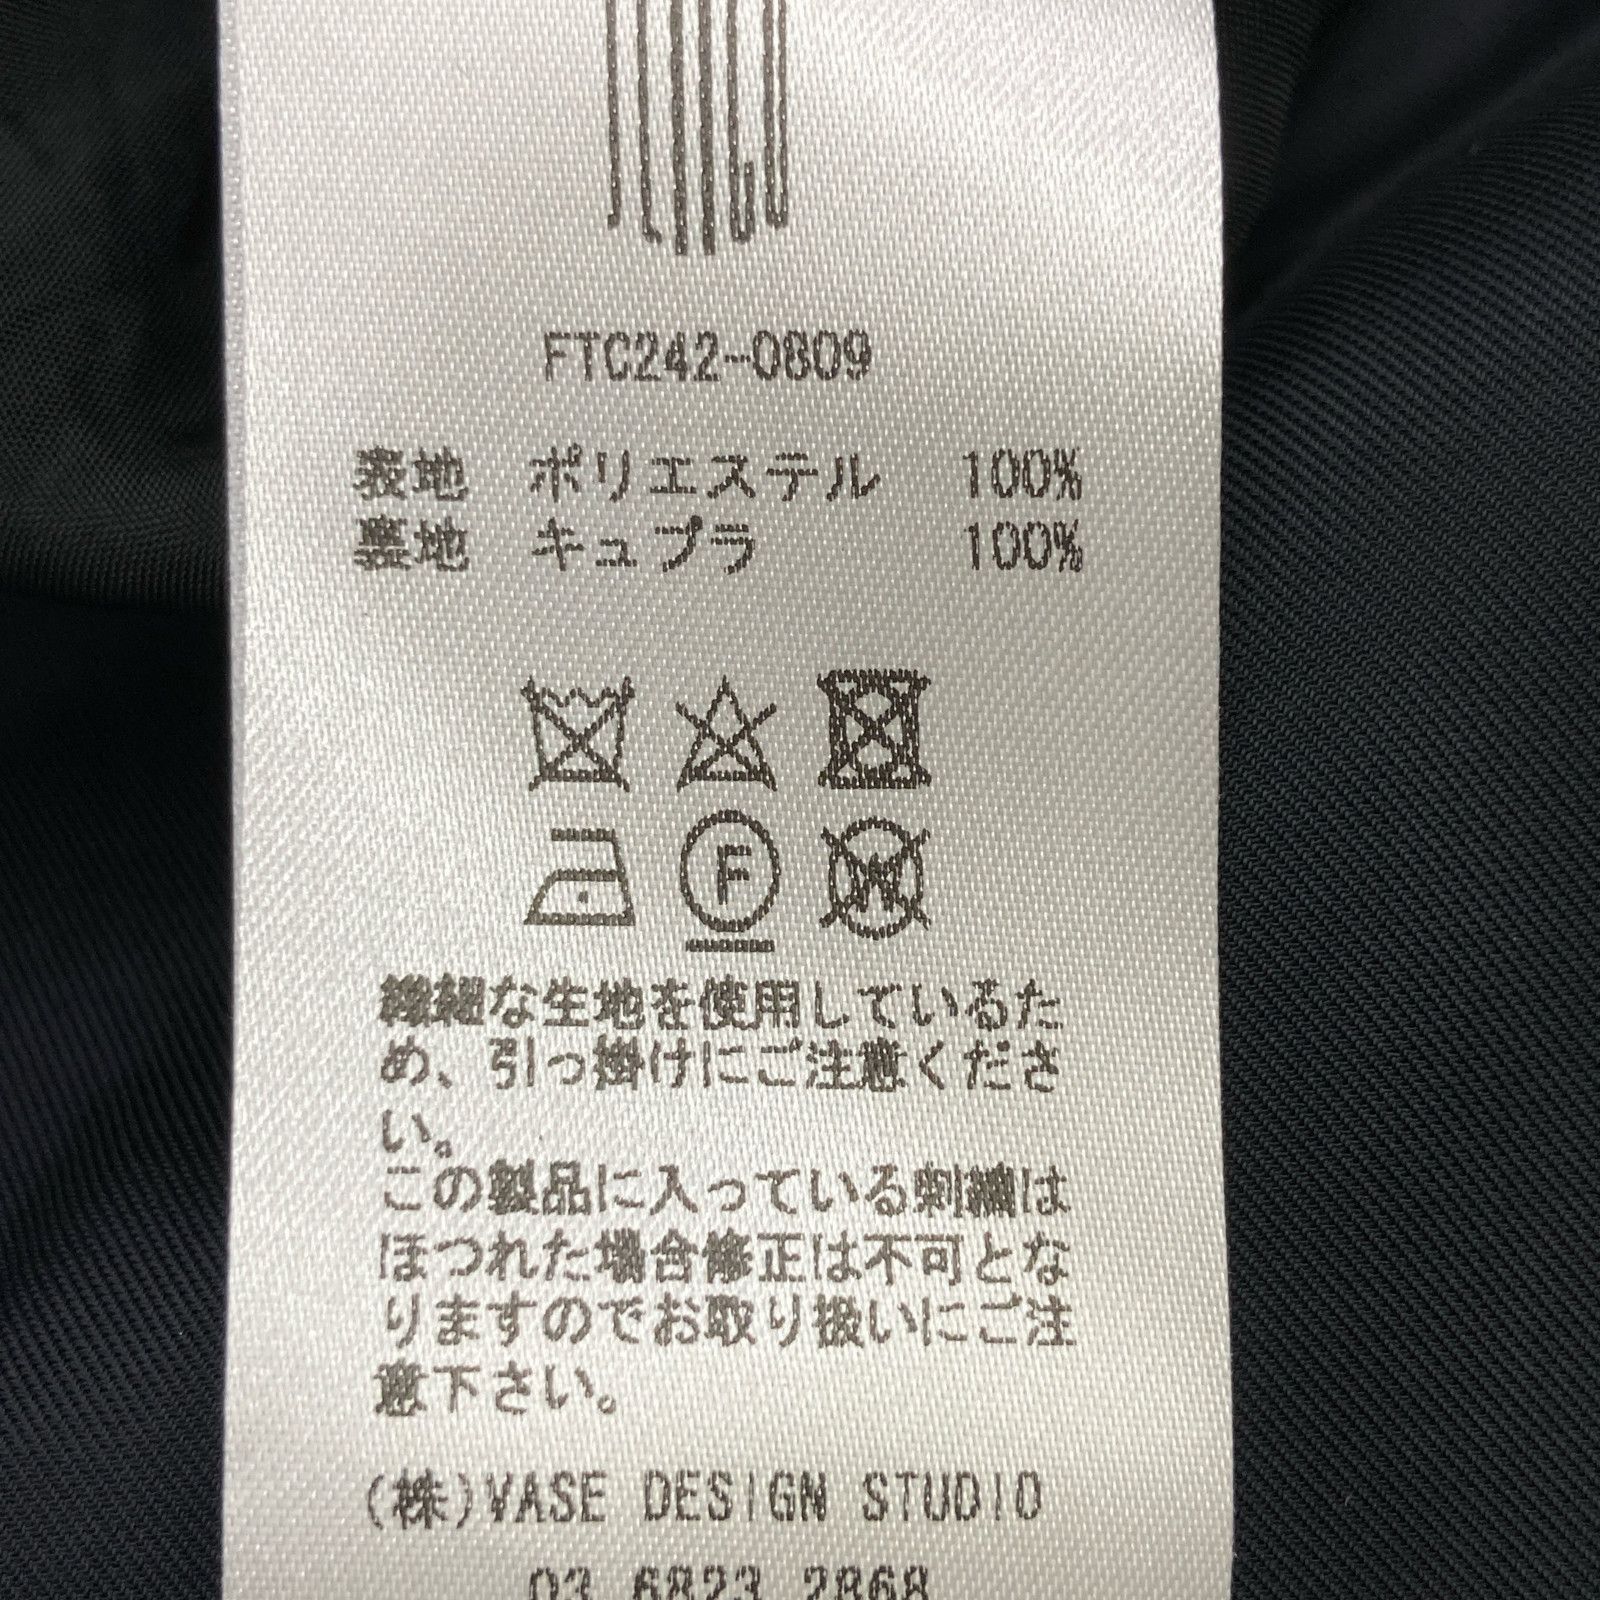 FTC242-0809
表地 ポリエステル 100%
裏地 キュプラ 100%
F
W
繊細な生地を使用しているた
め、引っ掛けにご注意くださ
い。
この製品に入っている刺繍は
ほつれた場合修正は不可とな
りますのでお取り扱いにご注
意下さい。
(株)VASE DESIGN STUDIO
03 6823 2868